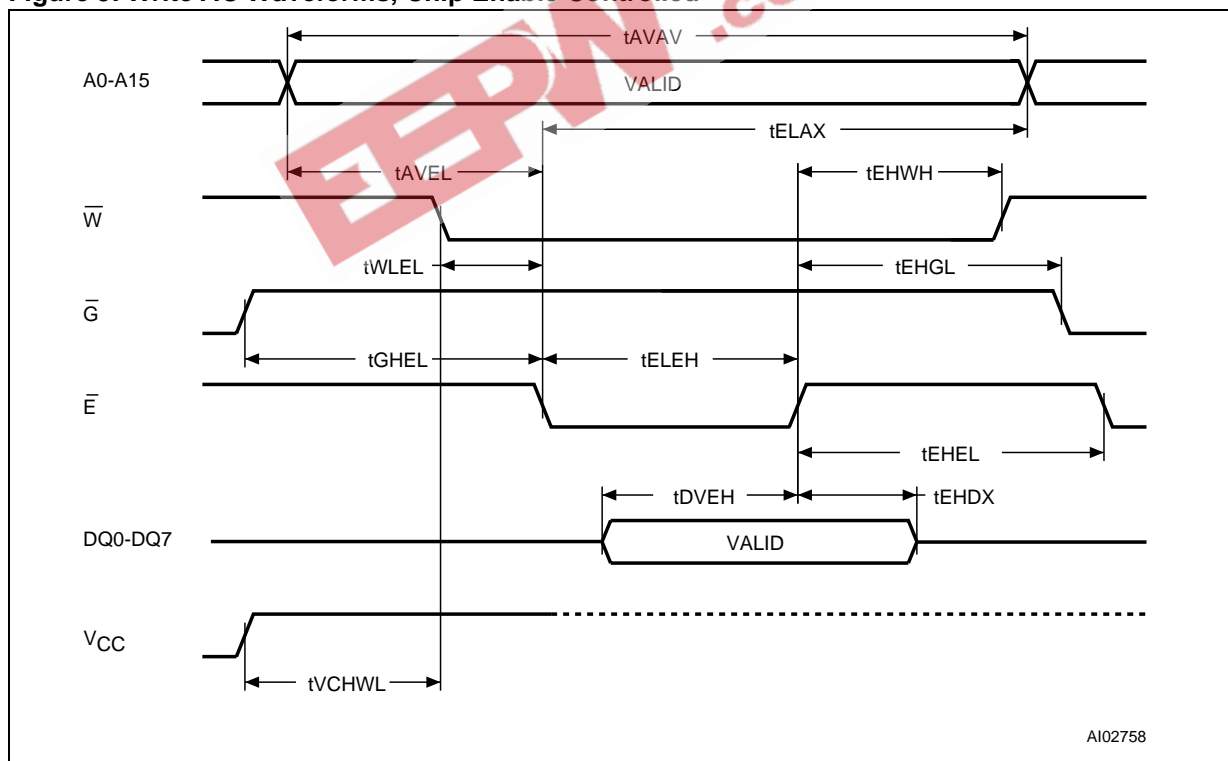 tAVAV
A0-A15
VALID
tELAX
tAVEL
tEHWH
W
tWLEL
tEHGL
G
tGHEL
tELEH
E
tEHEL
tDVEH
tEHDX
DQ0-DQ7
VALID
VCC
tVCHWL
AI02758
EEPW